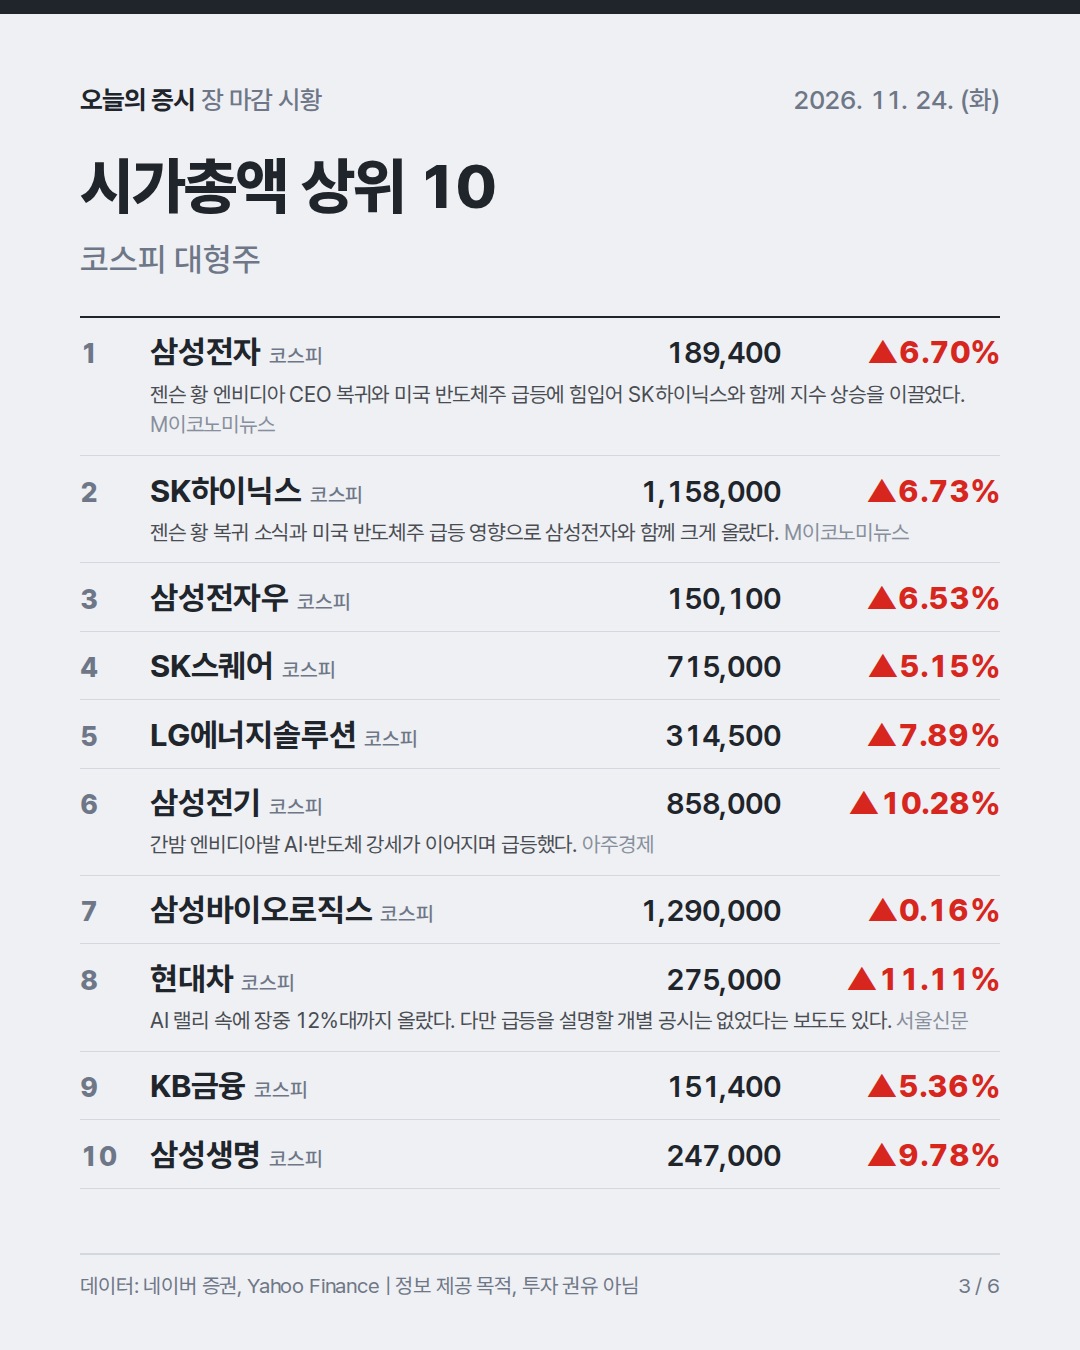 오늘의 증시 장 마감 시황 2026. 11. 24. (화)
시가총액 상위 10
코스피 대형주
1 삼성전자 코스피 189,400 ▲6.70%
젠슨 황 엔비디아 CEO 복귀와 미국 반도체주 급등에 힘입어 SK하이닉스와 함께 지수 상승을 이끌었다.
M이코노미뉴스
2 SK하이닉스 코스피 1,158,000 ▲6.73%
젠슨 황 복귀 소식과 미국 반도체주 급등 영향으로 삼성전자와 함께 크게 올랐다. M이코노미뉴스
3 삼성전자우 코스피 150,100 ▲6.53%
4 SK스퀘어 코스피 715,000 ▲5.15%
5 LG에너지솔루션 코스피 314,500 ▲7.89%
6 삼성전기 코스피 858,000 ▲10.28%
간밤 엔비디아발 AI·반도체 강세가 이어지며 급등했다. 아주경제
7 삼성바이오로직스 코스피 1,290,000 ▲0.16%
8 현대차 코스피 275,000 ▲11.11%
AI 랠리 속에 장중 12%대까지 올랐다. 다만 급등을 설명할 개별 공시는 없었다는 보도도 있다. 서울신문
9 KB금융 코스피 151,400 ▲5.36%
10 삼성생명 코스피 247,000 ▲9.78%
데이터: 네이버 증권, Yahoo Finance | 정보 제공 목적, 투자 권유 아님 3 / 6